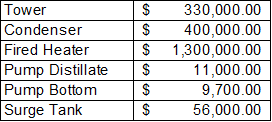 Tower $ 330,000.00
Condenser $ 400,000.00
Fired Heater $ 1,300,000.00
Pump Distillate $ 11,000.00
Pump Bottom $ 9,700.00
Surge Tank $ 56,000.00